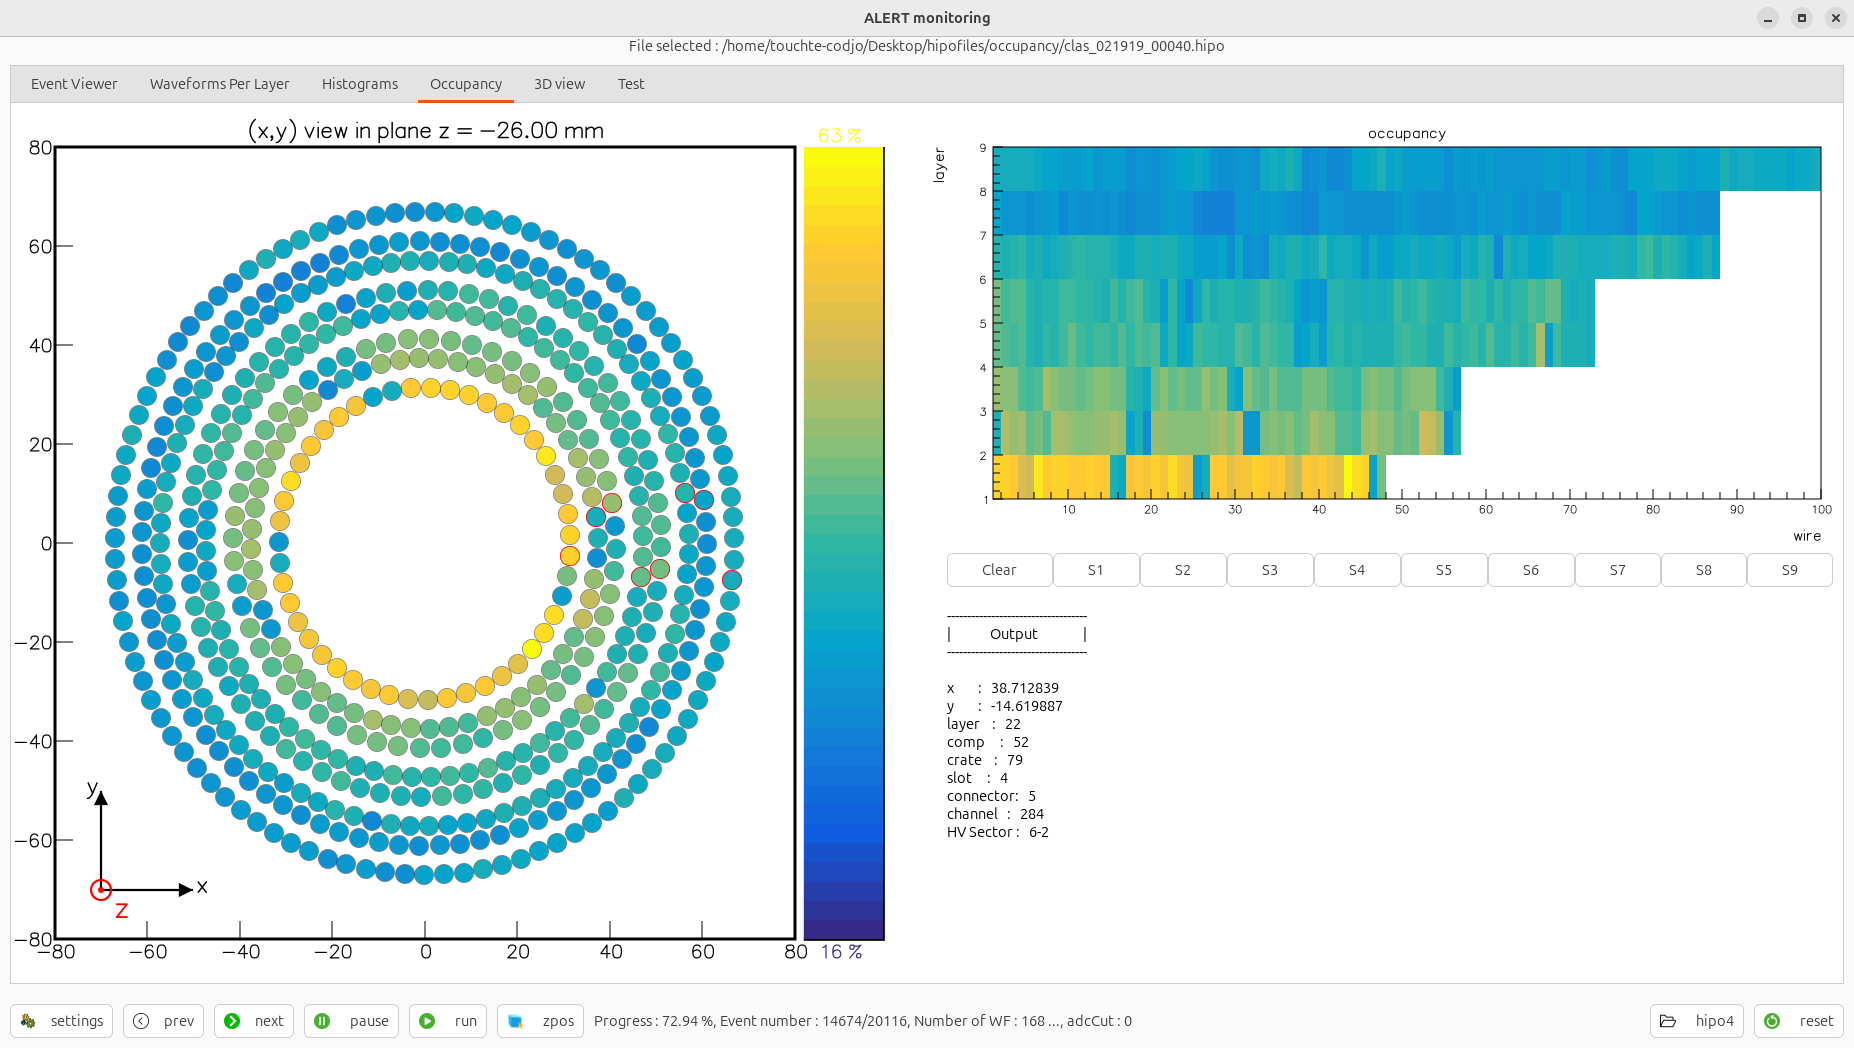 ALERT monitoring
File selected : /home/touchte-codjo/Desktop/hipofiles/occupancy/clas_021919_00040.hipo
Event Viewer Waveforms Per Layer Histograms Occupancy 3D view Test
(x,y) view in plane z = −26.00 mm
63 %
80
60
40
20
0
−20
−40
−60
−80
−80 −60 −40 −20 0 20 40 60 80
16 %
y
x
z
occupancy
layer
9
8
7
6
5
4
3
2
1
10 20 30 40 50 60 70 80 90 100
wire
Clear S1 S2 S3 S4 S5 S6 S7 S8 S9
-----------------------------------
| Output |
-----------------------------------
x : 38.712839
y : -14.619887
layer : 22
comp : 52
crate : 79
slot : 4
connector: 5
channel : 284
HV Sector : 6-2
settings prev next pause run zpos Progress : 72.94 %, Event number : 14674/20116, Number of WF : 168 ..., adcCut : 0 hipo4 reset